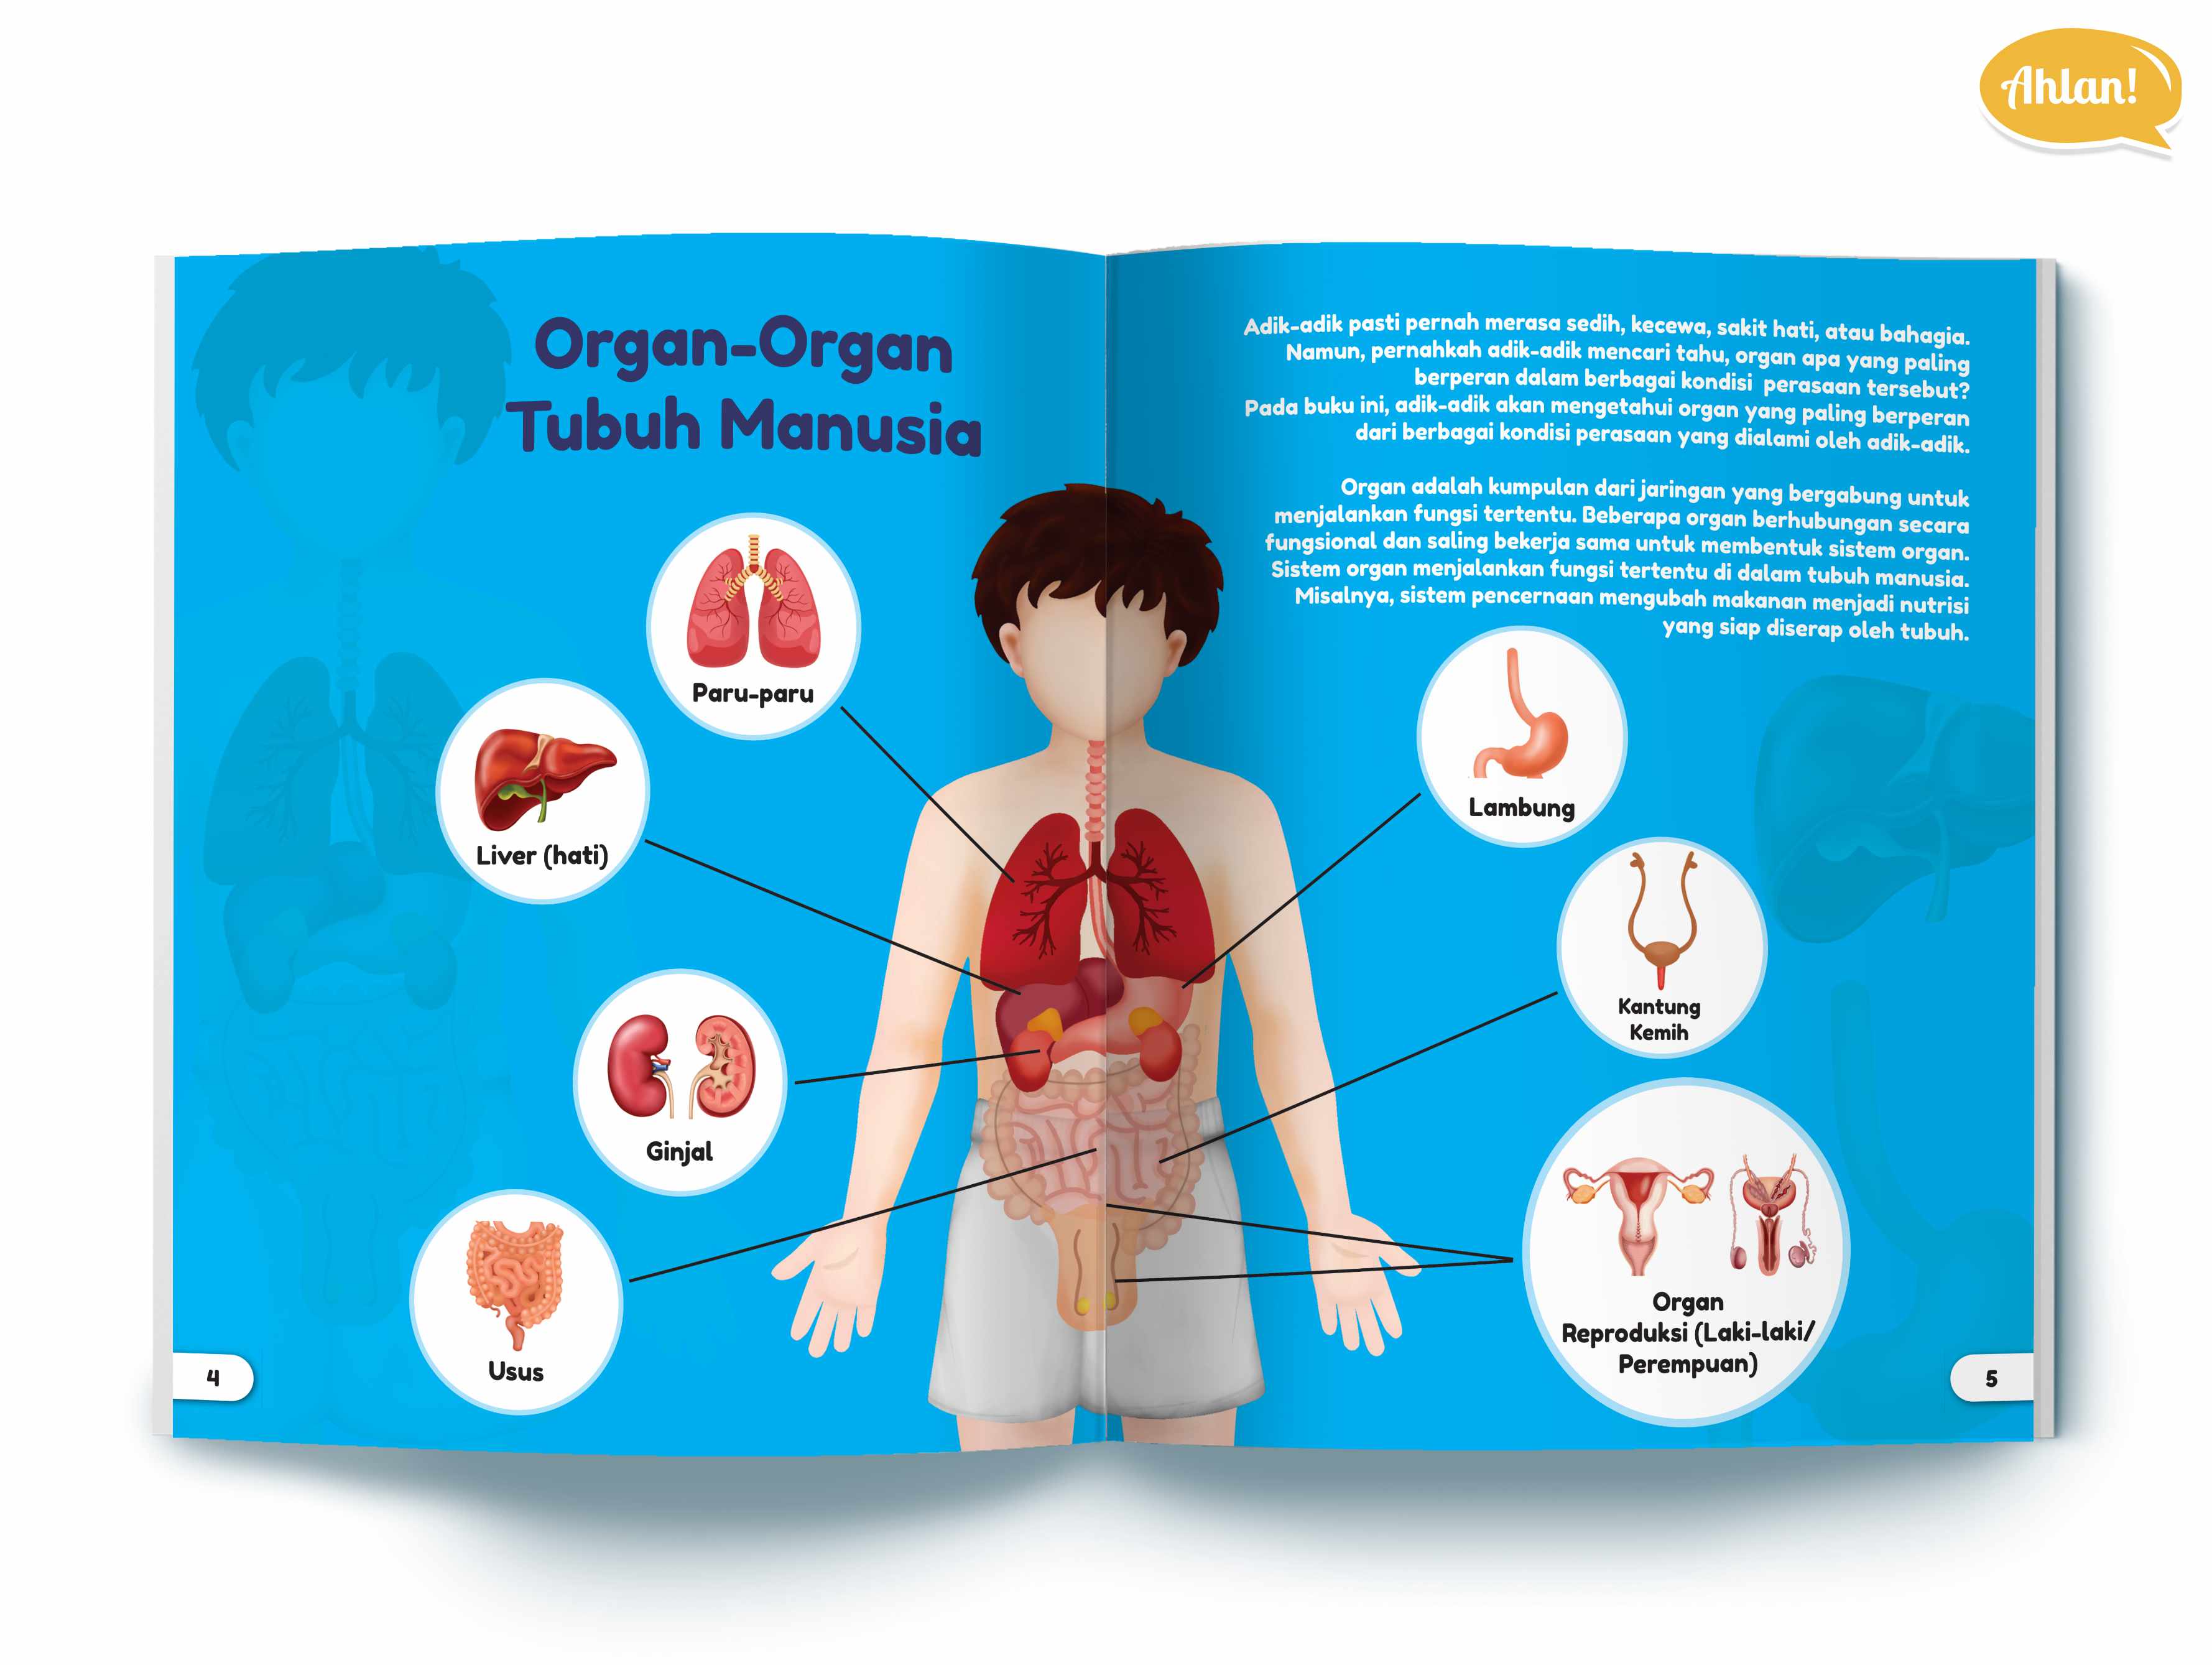 Ahlan!
Organ-Organ
Tubuh Manusia
Paru-paru
Liver (hati)
Ginjal
Usus
4
Adik-adik pasti pernah merasa sedih, kecewa, sakit hati, atau bahagia.
Namun, pernahkah adik-adik mencari tahu, organ apa yang paling
berperan dalam berbagai kondisi perasaan tersebut?
Pada buku ini, adik-adik akan mengetahui organ yang paling berperan
dari berbagai kondisi perasaan yang dialami oleh adik-adik.
Organ adalah kumpulan dari jaringan yang bergabung untuk
menjalankan fungsi tertentu. Beberapa organ berhubungan secara
fungsional dan saling bekerja sama untuk membentuk sistem organ.
Sistem organ menjalankan fungsi tertentu di dalam tubuh manusia.
Misalnya, sistem pencernaan mengubah makanan menjadi nutrisi
yang siap diserap oleh tubuh.
Lambung
Kantung
Kemih
Organ
Reproduksi (Laki-laki/
Perempuan)
5